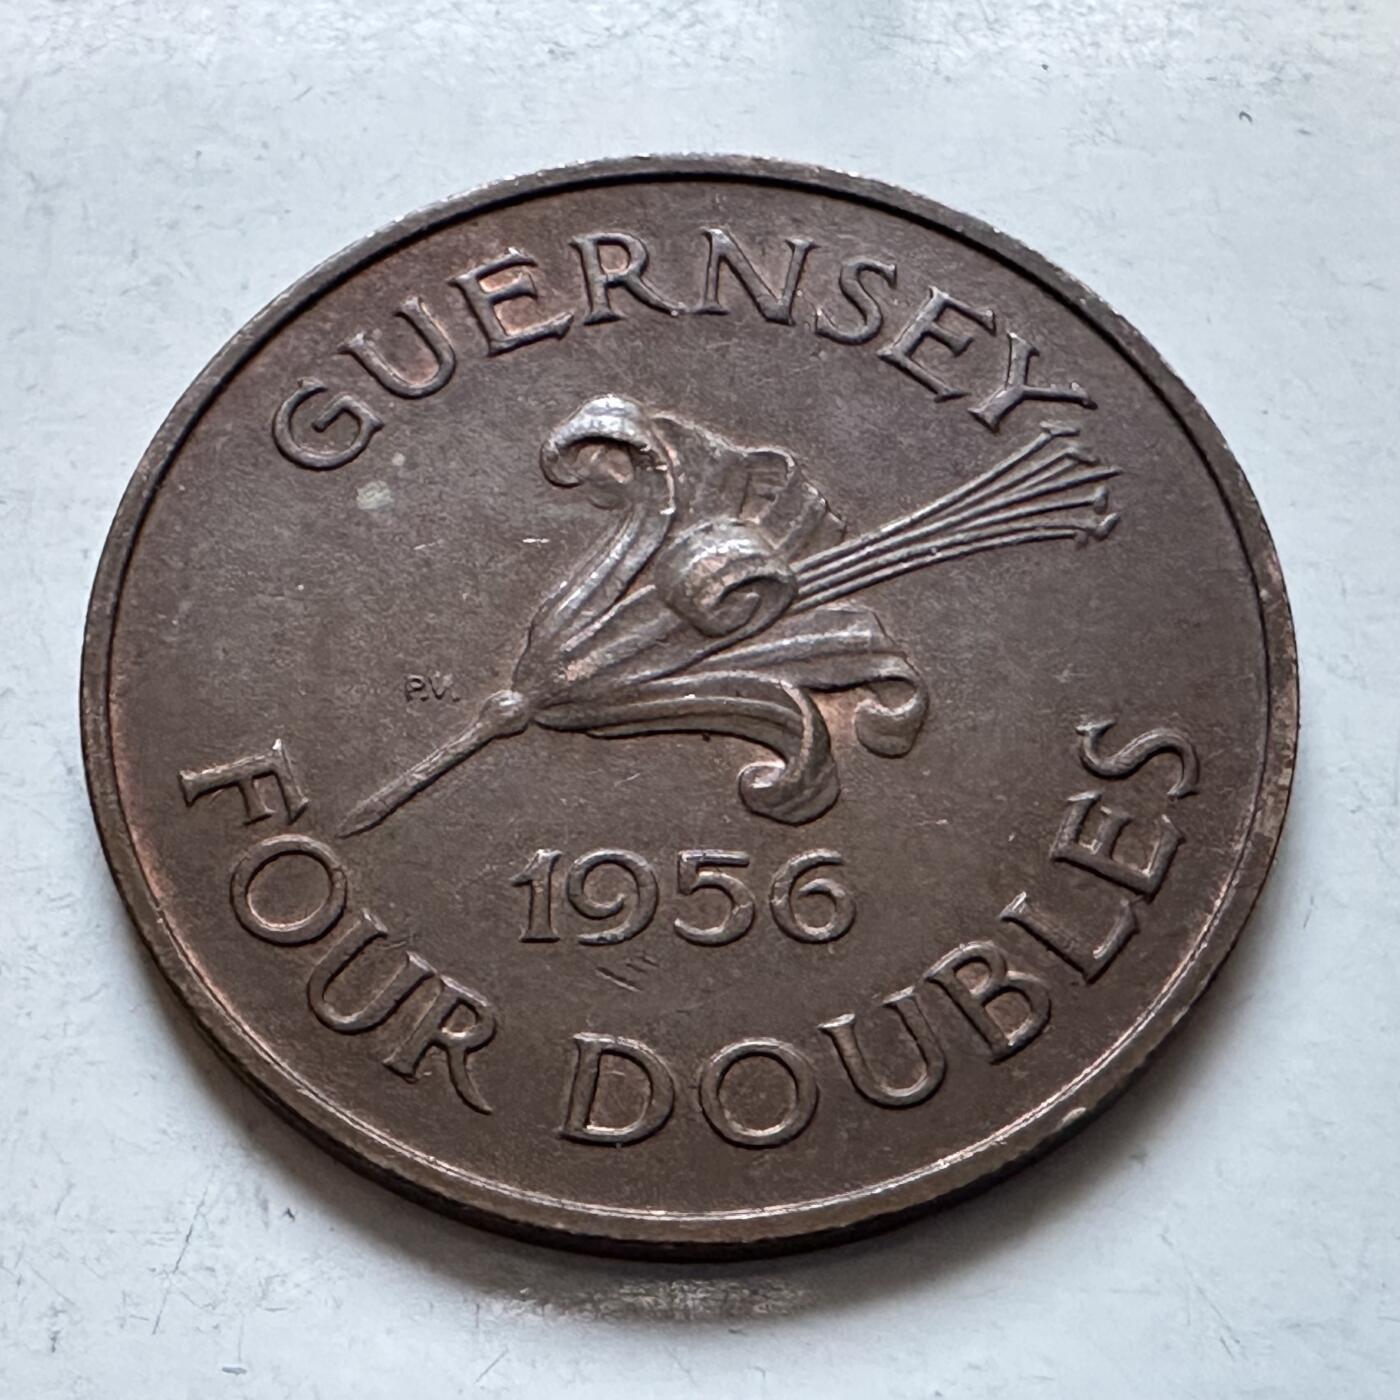 GUERNSEY
P.V.
1956
FOUR DOUBLES